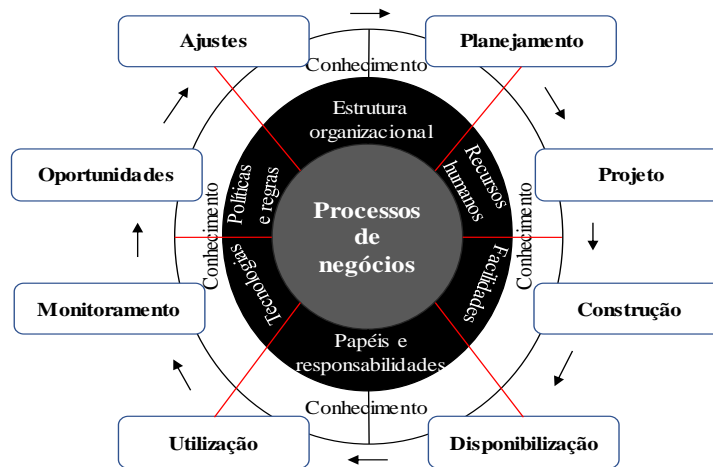 Ajustes
Planejamento
Conhecimento
Estrutura
organizacional
Oportunidades
Políticas
e regras
Recursos
humanos
Projeto
Conhecimento
Processos
de
negócios
Conhecimento
Monitoramento
Tecnologias
Facilidades
Construção
Papéis e
responsabilidades
Conhecimento
Utilização
Disponibilização